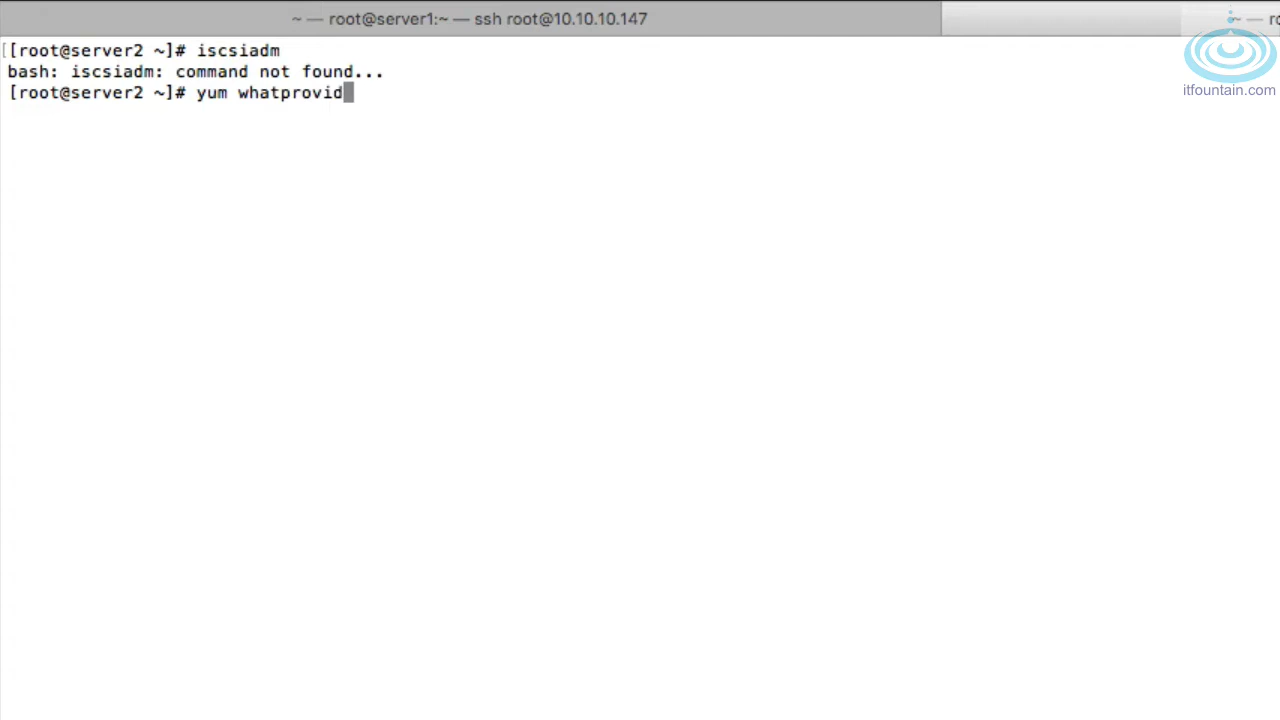 ~ — root@server1:~ — ssh root@10.10.10.147
~ — ro
itfountain.com
[[root@server2 ~]# iscsiadm
bash: iscsiadm: command not found...
[root@server2 ~]# yum whatprovid